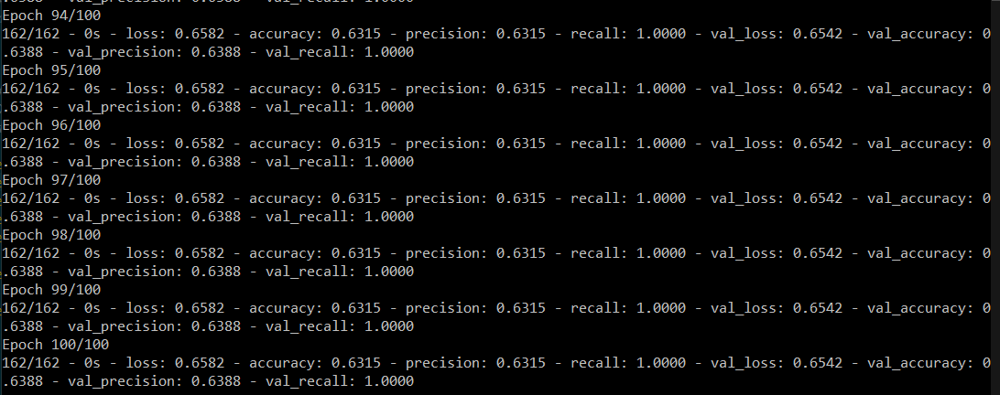 Epoch 94/100
162/162 - 0s - loss: 0.6582 - accuracy: 0.6315 - precision: 0.6315 - recall: 1.0000 - val_loss: 0.6542 - val_accuracy: 0
.6388 - val_precision: 0.6388 - val_recall: 1.0000
Epoch 95/100
162/162 - 0s - loss: 0.6582 - accuracy: 0.6315 - precision: 0.6315 - recall: 1.0000 - val_loss: 0.6542 - val_accuracy: 0
.6388 - val_precision: 0.6388 - val_recall: 1.0000
Epoch 96/100
162/162 - 0s - loss: 0.6582 - accuracy: 0.6315 - precision: 0.6315 - recall: 1.0000 - val_loss: 0.6542 - val_accuracy: 0
.6388 - val_precision: 0.6388 - val_recall: 1.0000
Epoch 97/100
162/162 - 0s - loss: 0.6582 - accuracy: 0.6315 - precision: 0.6315 - recall: 1.0000 - val_loss: 0.6542 - val_accuracy: 0
.6388 - val_precision: 0.6388 - val_recall: 1.0000
Epoch 98/100
162/162 - 0s - loss: 0.6582 - accuracy: 0.6315 - precision: 0.6315 - recall: 1.0000 - val_loss: 0.6542 - val_accuracy: 0
.6388 - val_precision: 0.6388 - val_recall: 1.0000
Epoch 99/100
162/162 - 0s - loss: 0.6582 - accuracy: 0.6315 - precision: 0.6315 - recall: 1.0000 - val_loss: 0.6542 - val_accuracy: 0
.6388 - val_precision: 0.6388 - val_recall: 1.0000
Epoch 100/100
162/162 - 0s - loss: 0.6582 - accuracy: 0.6315 - precision: 0.6315 - recall: 1.0000 - val_loss: 0.6542 - val_accuracy: 0
.6388 - val_precision: 0.6388 - val_recall: 1.0000